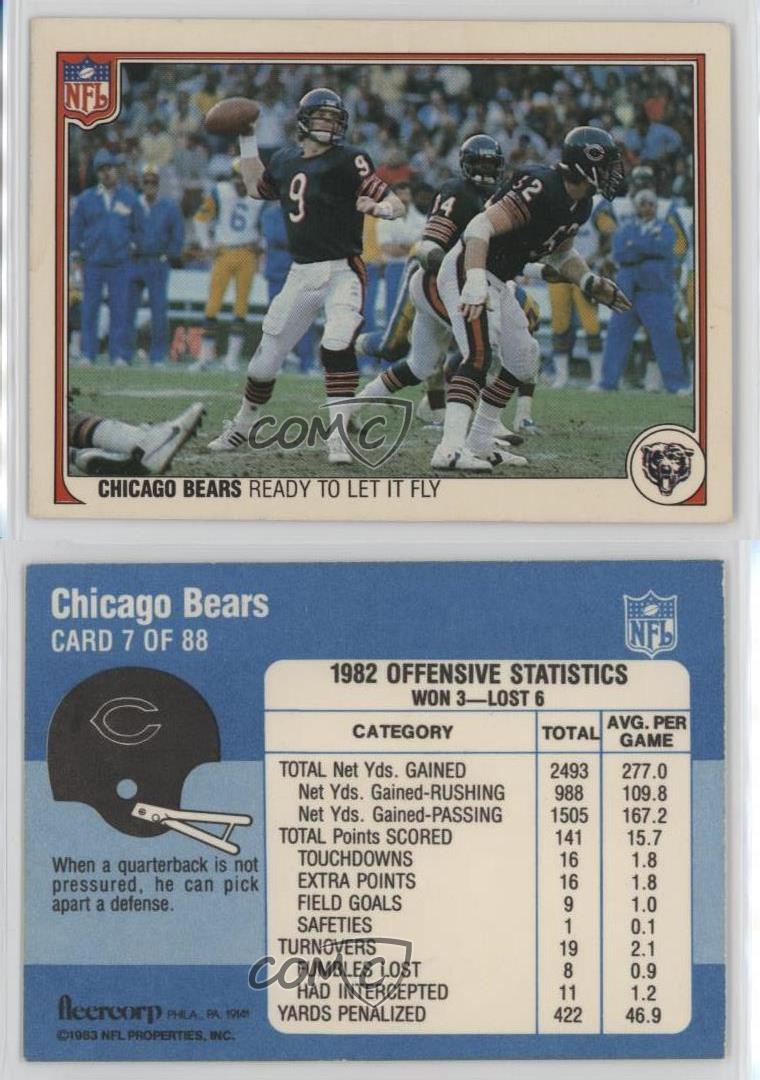 NFL
9
9
14
52
6
C
COMC
CHICAGO BEARS READY TO LET IT FLY
Chicago Bears
CARD 7 OF 88
NFL
1982 OFFENSIVE STATISTICS
WON 3—LOST 6
CATEGORY TOTAL AVG. PER GAME
TOTAL Net Yds. GAINED 2493 277.0
Net Yds. Gained-RUSHING 988 109.8
Net Yds. Gained-PASSING 1505 167.2
TOTAL Points SCORED 141 15.7
TOUCHDOWNS 16 1.8
EXTRA POINTS 16 1.8
FIELD GOALS 9 1.0
SAFETIES 1 0.1
TURNOVERS 19 2.1
FUMBLES LOST 8 0.9
HAD INTERCEPTED 11 1.2
YARDS PENALIZED 422 46.9
C
When a quarterback is not
pressured, he can pick
apart a defense.
COMC
fleercorp PHILA., PA. 19141
©1983 NFL PROPERTIES, INC.